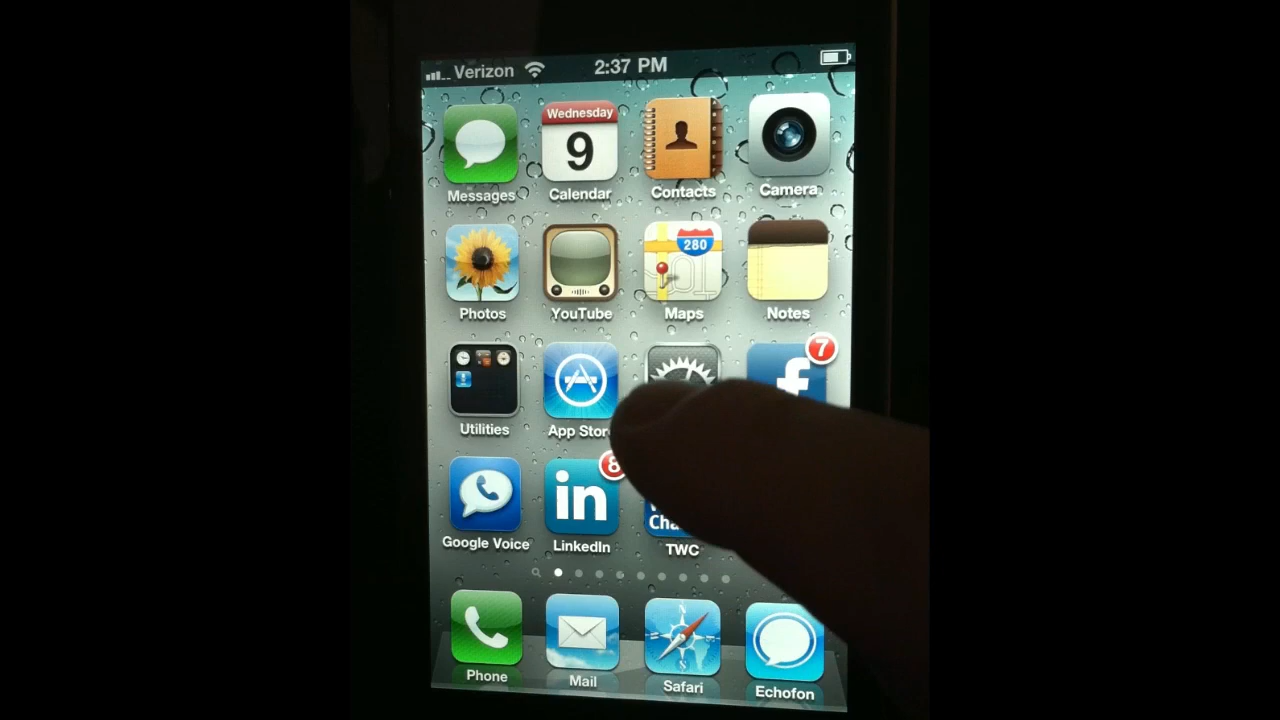 Verizon 2:37 PM
Wednesday
9
Messages Calendar Contacts Camera
280
Photos YouTube Maps Notes
7
f
Utilities App Stor
8
in
Cha
Google Voice LinkedIn TWC
N
S
Phone Mail Safari Echofon